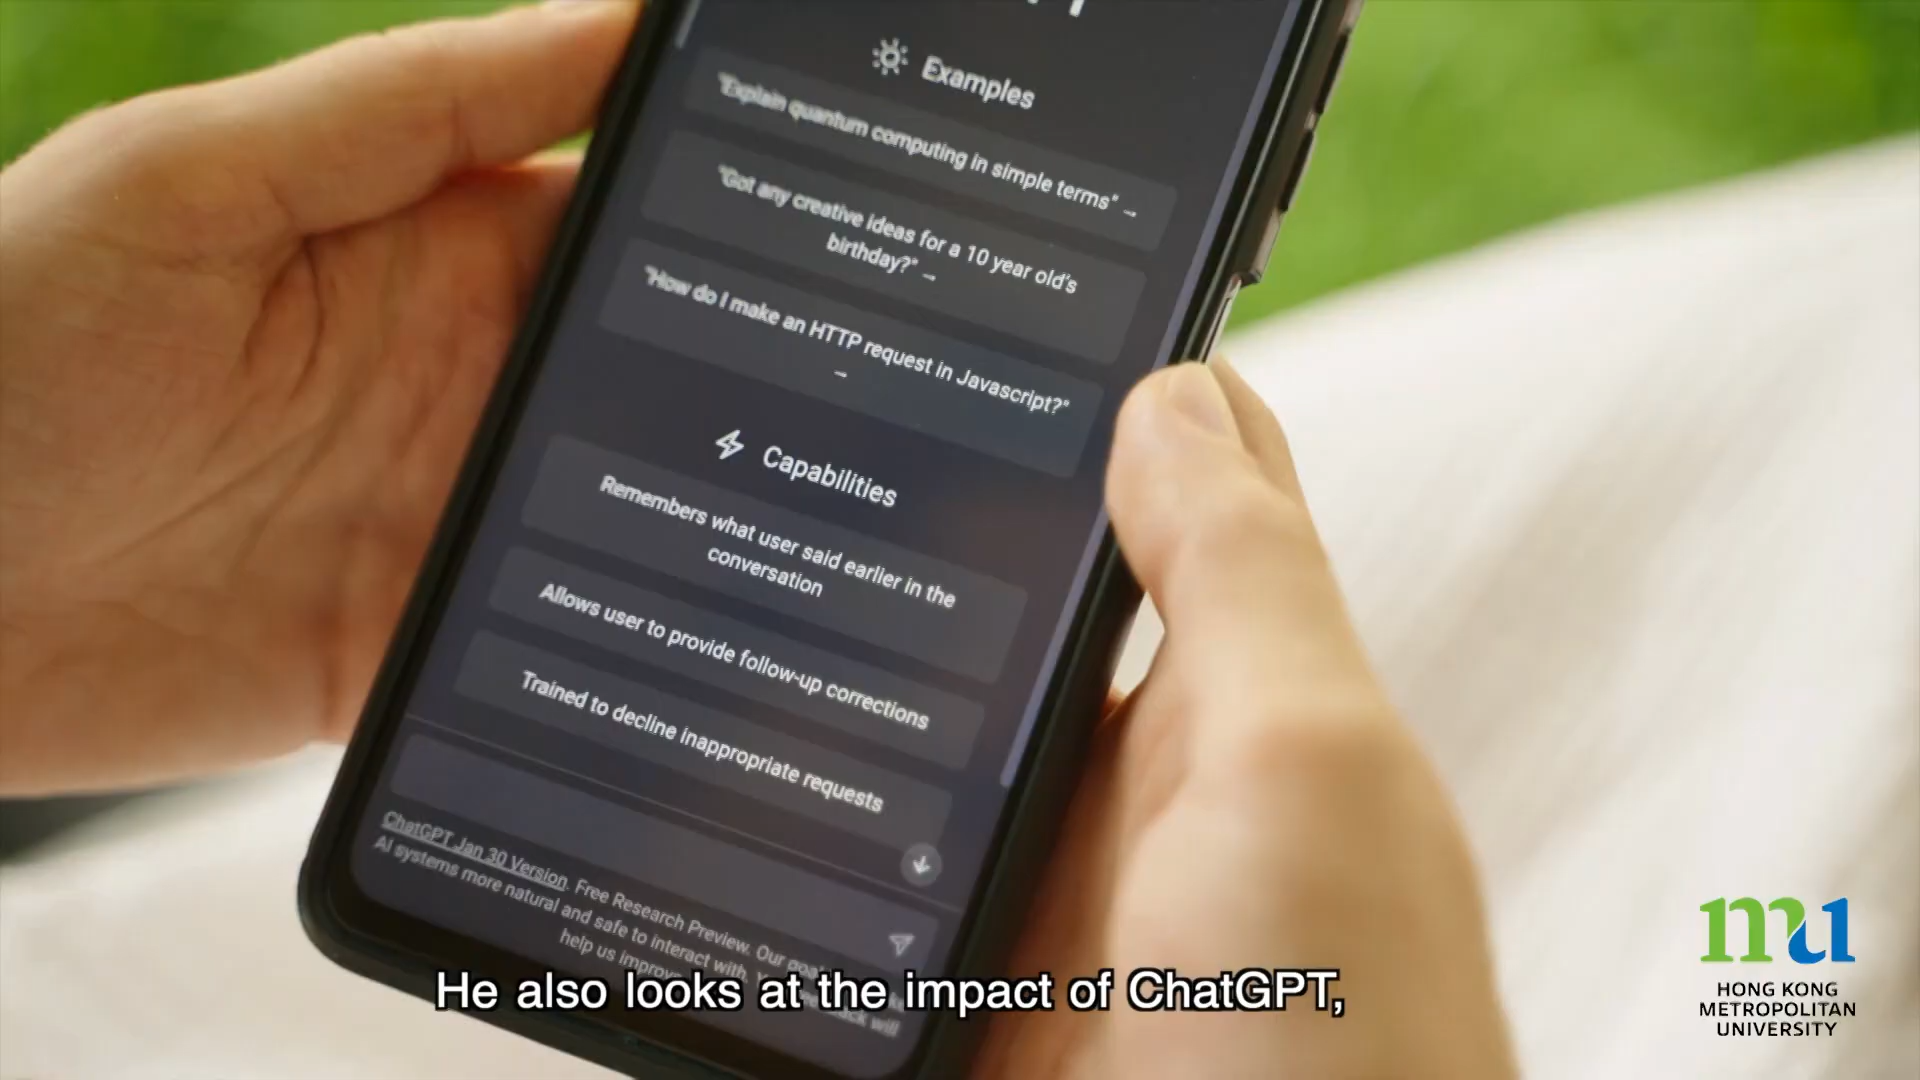 Examples
"Explain quantum computing in simple terms" →
"Got any creative ideas for a 10 year old's
birthday?" →
"How do I make an HTTP request in Javascript?"
→
Capabilities
Remembers what user said earlier in the
conversation
Allows user to provide follow-up corrections
Trained to decline inappropriate requests
ChatGPT Jan 30 Version. Free Research Preview. Our goal
AI systems more natural and safe to interact with.
help us improve
will
He also looks at the impact of ChatGPT,
mu
HONG KONG
METROPOLITAN
UNIVERSITY